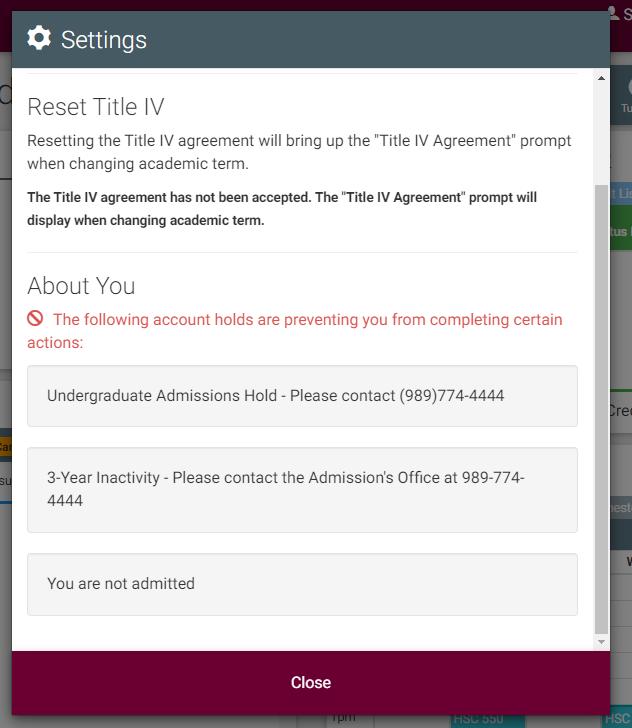 Settings
Reset Title IV
Resetting the Title IV agreement will bring up the "Title IV Agreement" prompt
when changing academic term.
The Title IV agreement has not been accepted. The "Title IV Agreement" prompt will
display when changing academic term.
About You
The following account holds are preventing you from completing certain
actions:
Undergraduate Admissions Hold - Please contact (989)774-4444
3-Year Inactivity - Please contact the Admission's Office at 989-774-
4444
You are not admitted
Close
1pm
HSC 550
HSC